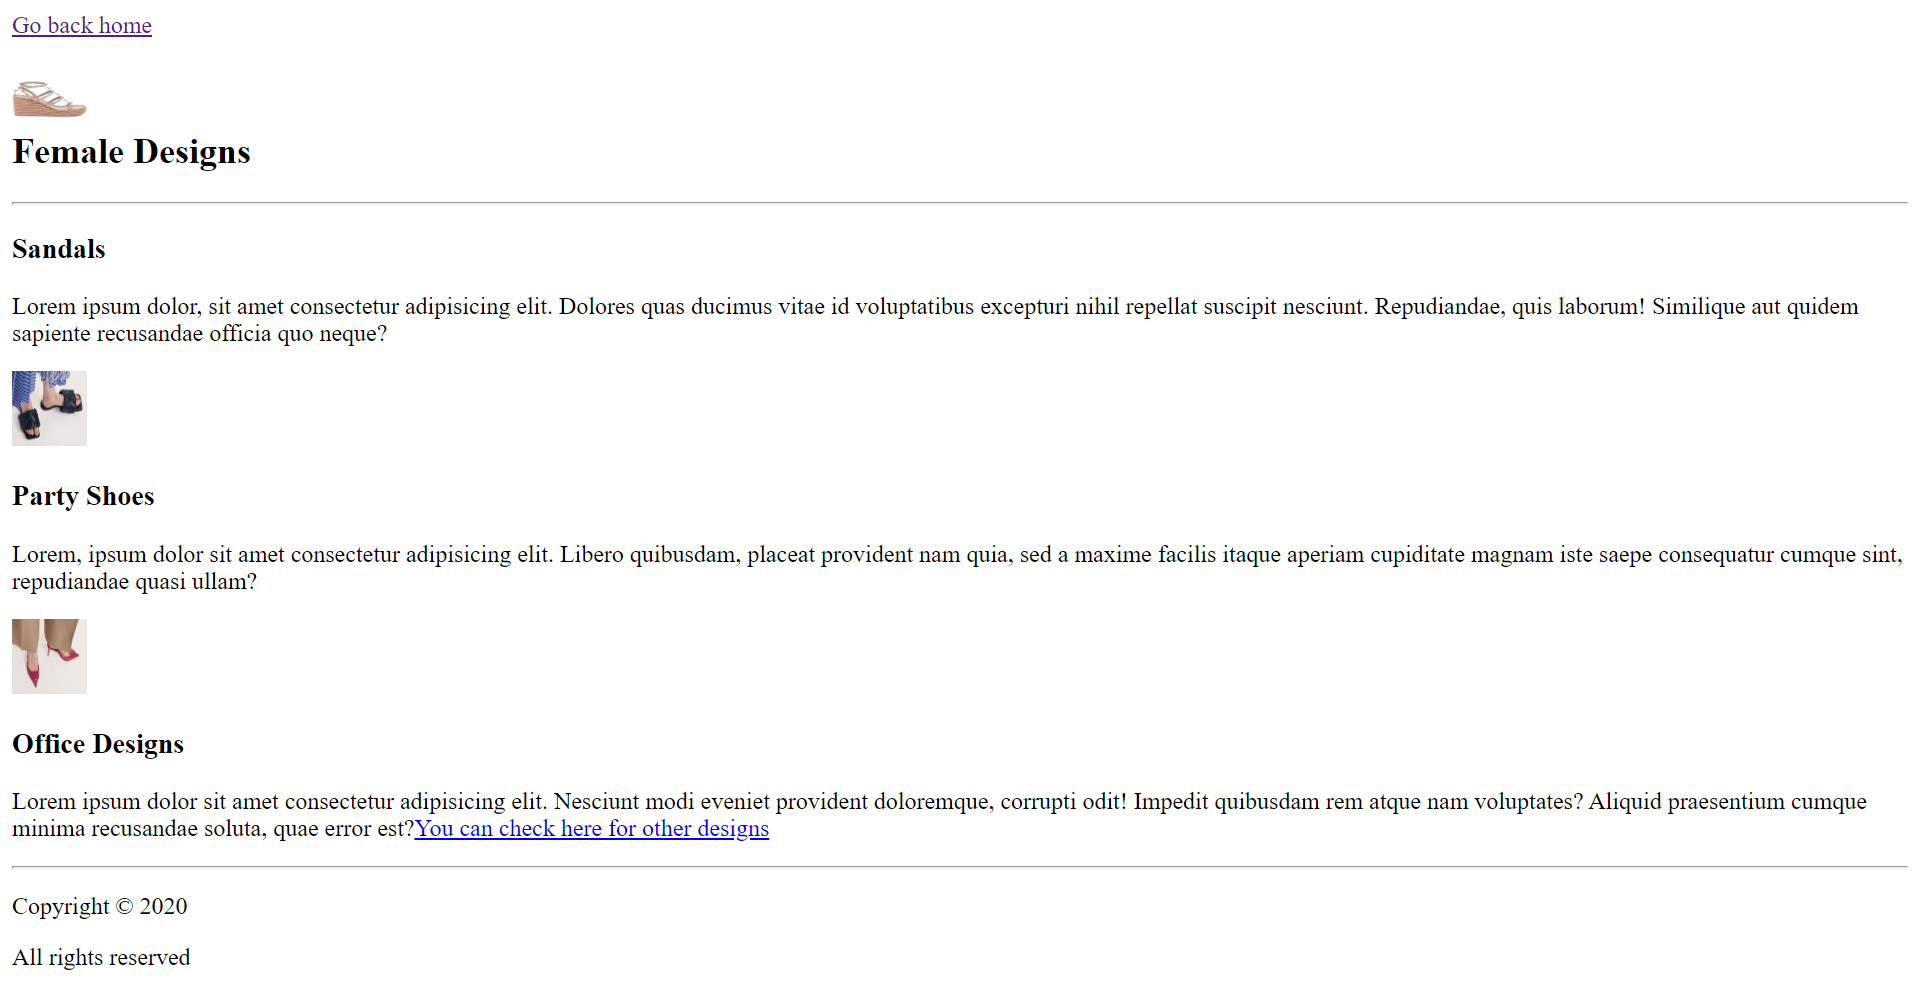 Go back home
Female Designs
Sandals
Lorem ipsum dolor, sit amet consectetur adipisicing elit. Dolores quas ducimus vitae id voluptatibus excepturi nihil repellat suscipit nesciunt. Repudiandae, quis laborum! Similique aut quidem
sapiente recusandae officia quo neque?
Party Shoes
Lorem, ipsum dolor sit amet consectetur adipisicing elit. Libero quibusdam, placeat provident nam quia, sed a maxime facilis itaque aperiam cupiditate magnam iste saepe consequatur cumque sint,
repudiandae quasi ullam?
Office Designs
Lorem ipsum dolor sit amet consectetur adipisicing elit. Nesciunt modi eveniet provident doloremque, corrupti odit! Impedit quibusdam rem atque nam voluptates? Aliquid praesentium cumque
minima recusandae soluta, quae error est?You can check here for other designs
Copyright © 2020
All rights reserved